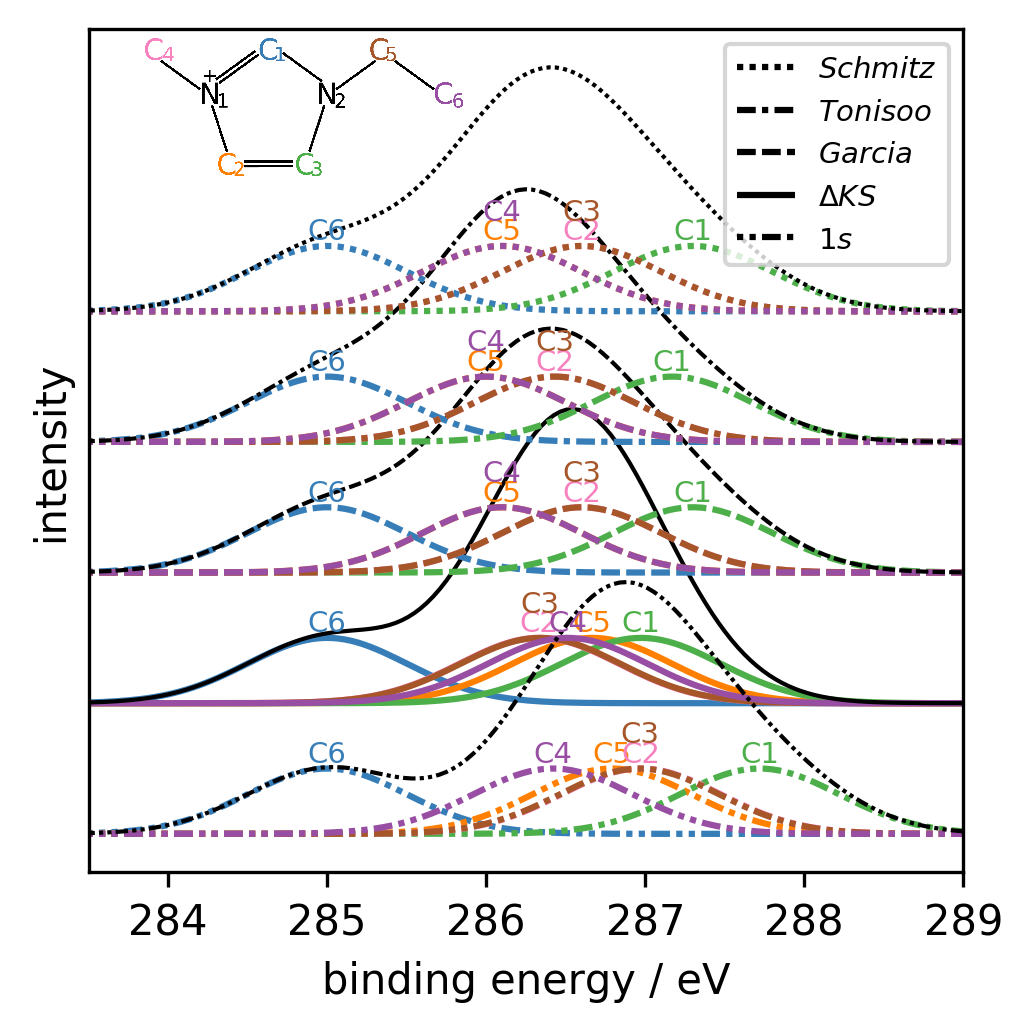 C4 C1 C5
+
N1 N2 C6
C2 C3
Schmitz
Tonisoo
Garcia
ΔKS
1s
C4 C3
C6 C5 C2 C1
C4 C3
C6 C5 C2 C1
C4 C3
C6 C5 C2 C1
C3
C6 C2 C4 C5 C1
C3
C6 C4 C5 C2 C1
intensity
284 285 286 287 288 289
binding energy / eV